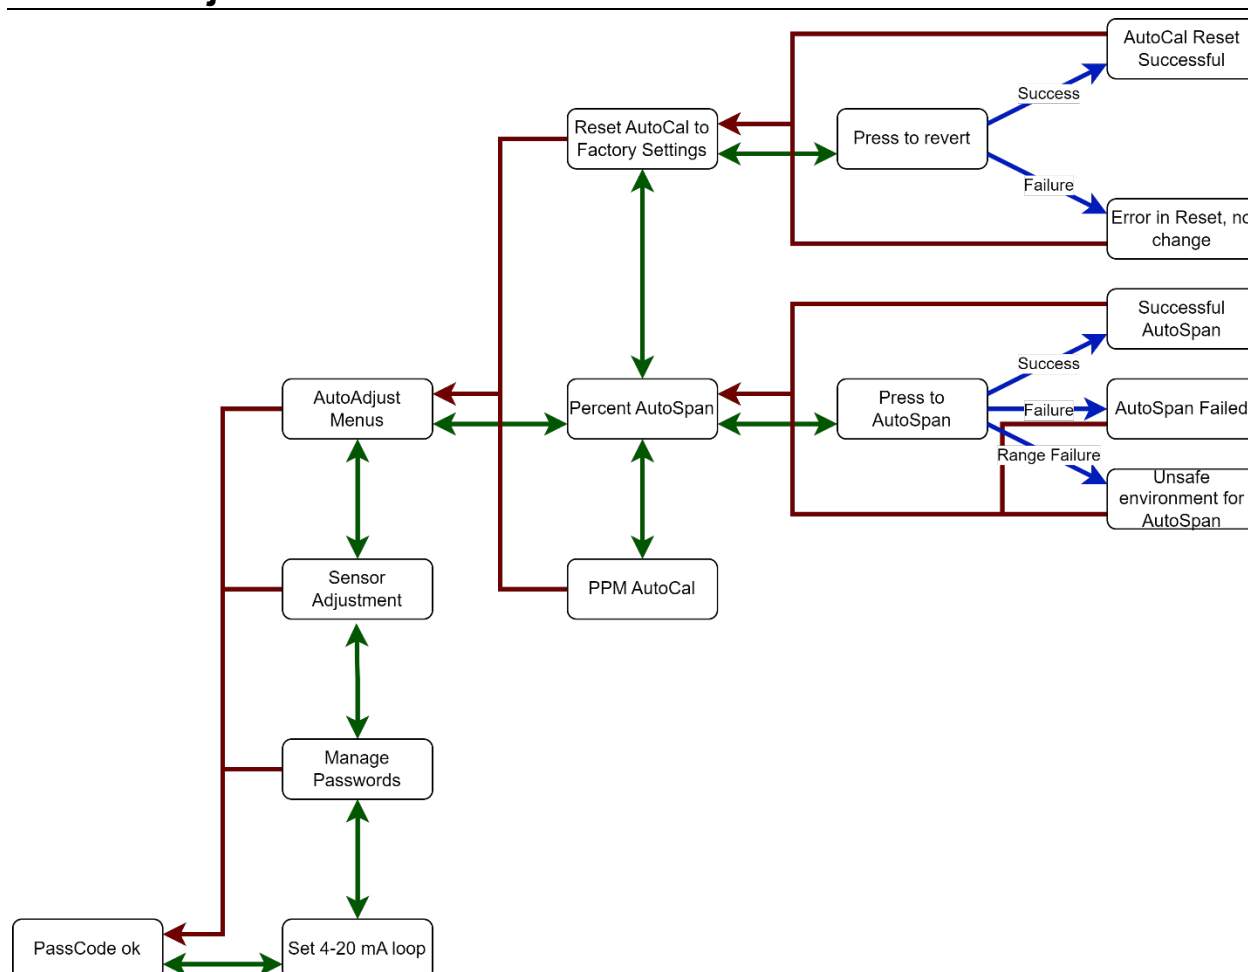 AutoCal Reset
Successful
Success
Reset AutoCal to
Factory Settings
Press to revert
Failure
Error in Reset, no
change
Successful
AutoSpan
Success
AutoAdjust
Menus
Percent AutoSpan
Press to
AutoSpan
Failure
AutoSpan Failed
Range Failure
Unsafe
environment for
AutoSpan
Sensor
Adjustment
PPM AutoCal
Manage
Passwords
PassCode ok
Set 4-20 mA loop